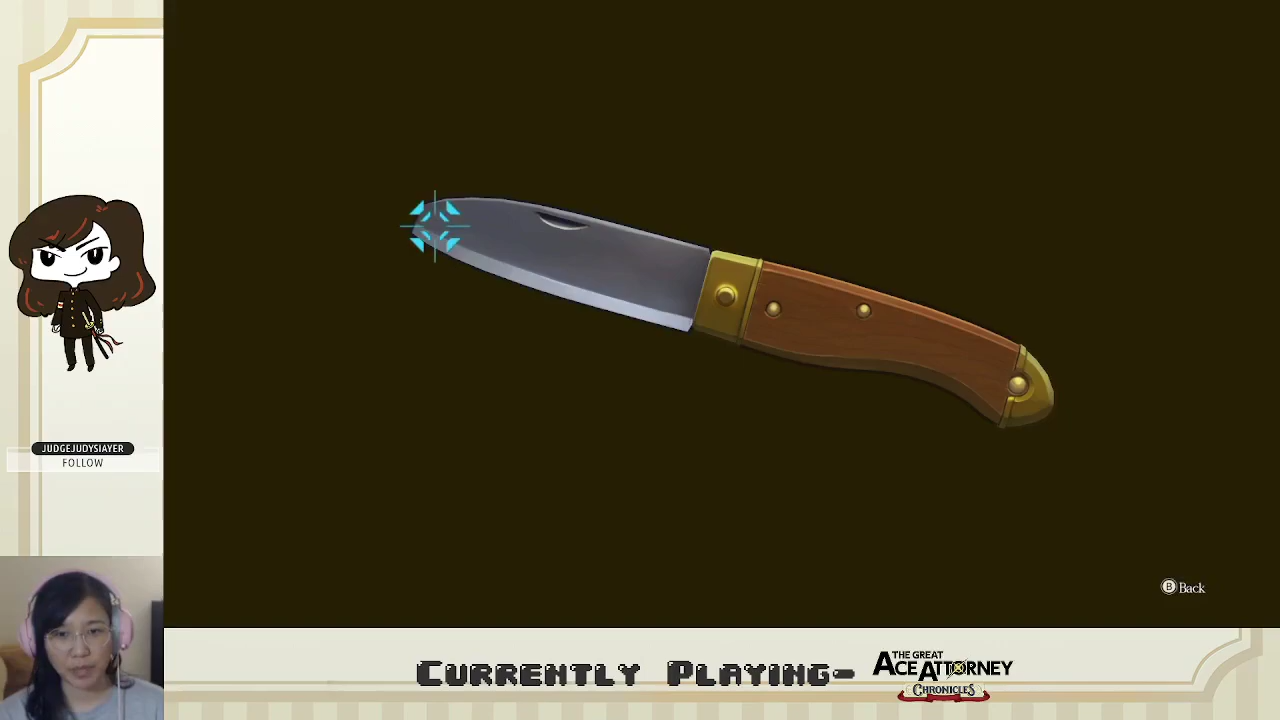 JUDGEJUDYSIAYER
FOLLOW
B Back
CURRENTLY PLAYING-
THE GREAT
ACE ATTORNEY
CHRONICLES